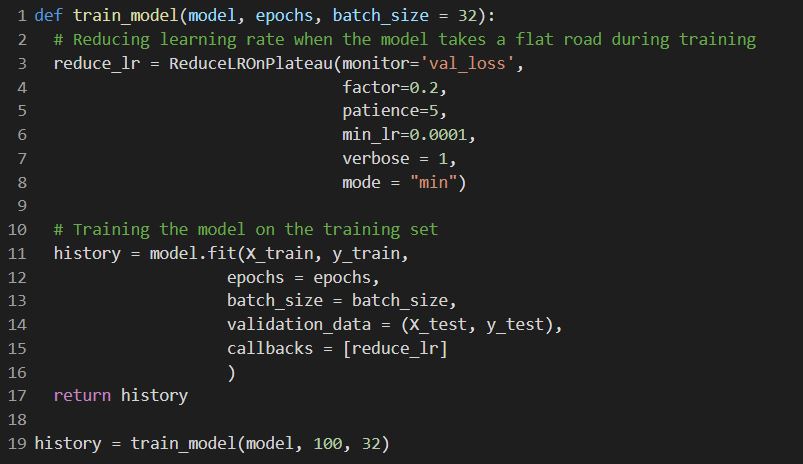 1 def train_model(model, epochs, batch_size = 32):
2   # Reducing learning rate when the model takes a flat road during training
3   reduce_lr = ReduceLROnPlateau(monitor='val_loss',
4                                 factor=0.2,
5                                 patience=5,
6                                 min_lr=0.0001,
7                                 verbose = 1,
8                                 mode = "min")
9
10   # Training the model on the training set
11   history = model.fit(X_train, y_train,
12                     epochs = epochs,
13                     batch_size = batch_size,
14                     validation_data = (X_test, y_test),
15                     callbacks = [reduce_lr]
16                     )
17   return history
18
19 history = train_model(model, 100, 32)